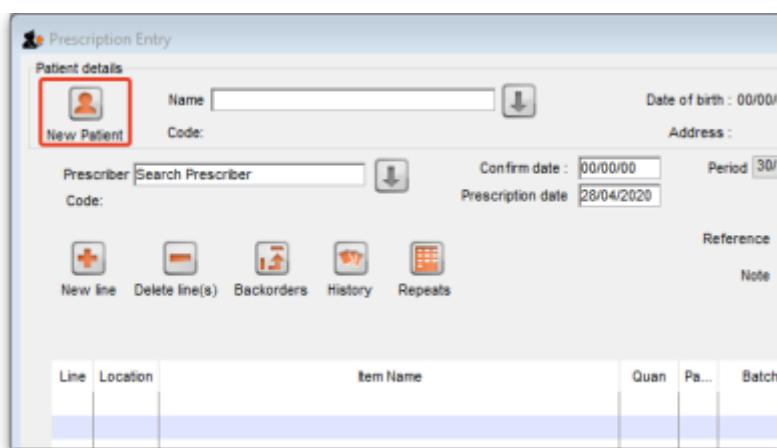 Prescription Entry
Patient details
Name
Date of birth : 00/00/
New Patient
Code:
Address :
Prescriber Search Prescriber
Confirm date : 00/00/00
Period 30/
Code:
Prescription date 28/04/2020
Reference
Note
New line Delete line(s) Backorders History Repeats
Line Location Item Name Quan Pa... Batch